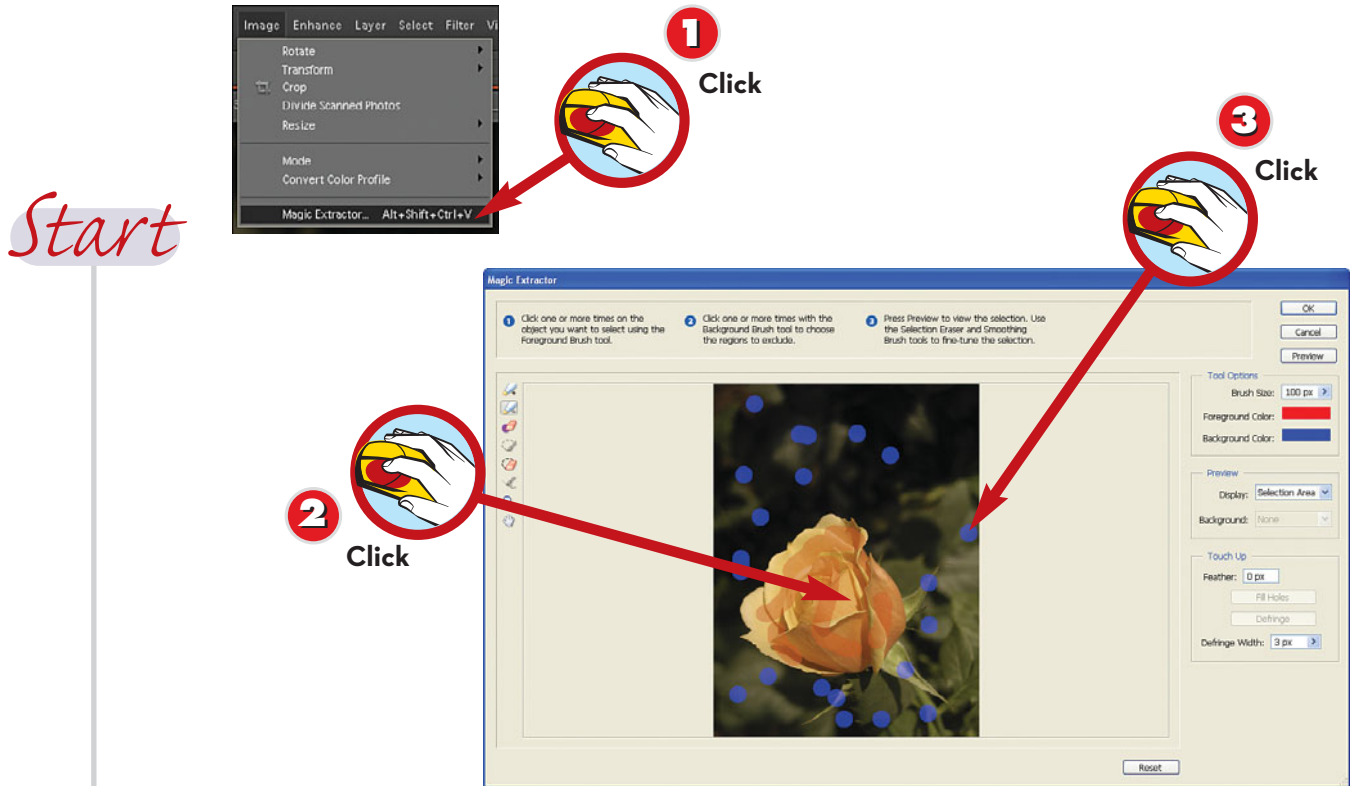 Image Enhance Layer Select Filter Vi
Rotate
Transform
Crop
Divide Scanned Photos
Resize
Mode
Convert Color Profile
Magic Extractor... Alt+Shift+Ctrl+V
1
Click
3
Click
Start
Magic Extractor
1 Click one or more times on the
object you want to select using the
Foreground Brush tool.
2 Click one or more times with the
Background Brush tool to choose
the regions to exclude.
3 Press Preview to view the selection. Use
the Selection Eraser and Smoothing
Brush tools to fine-tune the selection.
OK
Cancel
Preview
Tool Options
Brush Size: 100 px
Foreground Color:
Background Color:
Preview
Display: Selection Area
Background: None
Touch Up
Feather: 0 px
Fill Holes
Defringe
Defringe Width: 3 px
2
Click
Reset